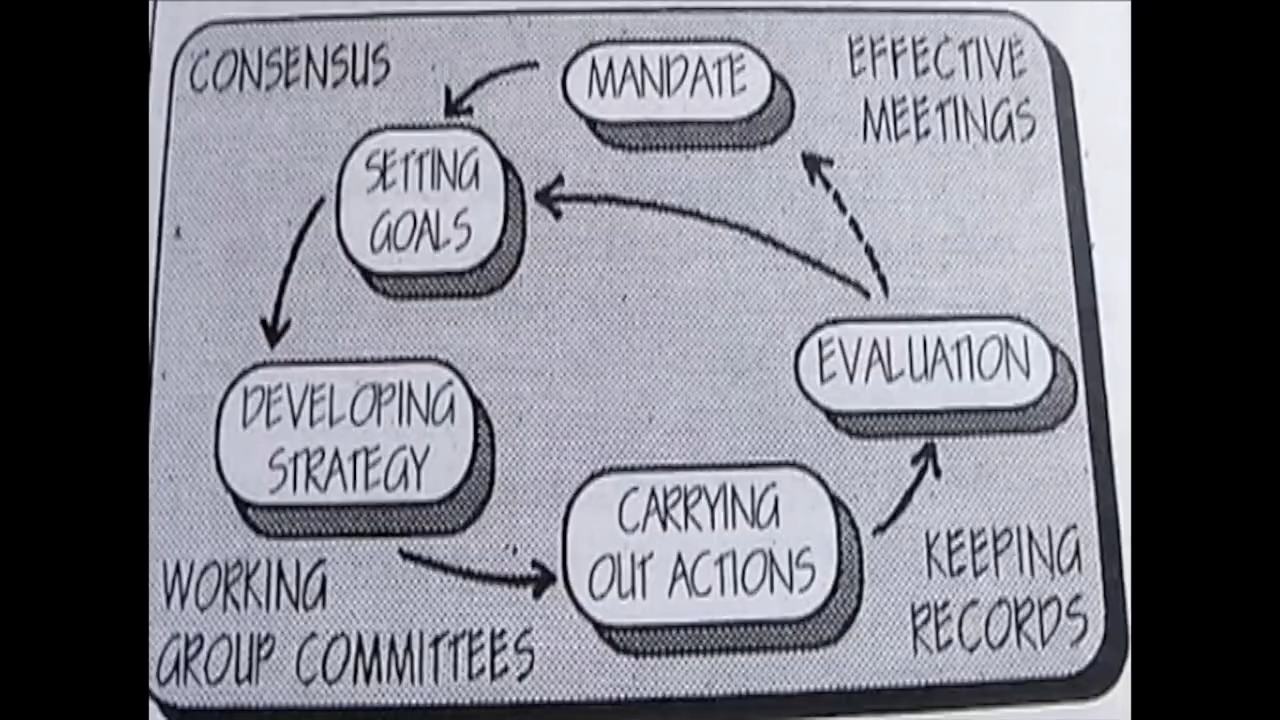 CONSENSUS
MANDATE
EFFECTIVE
MEETINGS
SETTING
GOALS
EVALUATION
DEVELOPING
STRATEGY
CARRYING
OUT ACTIONS
KEEPING
RECORDS
WORKING
GROUP COMMITTEES